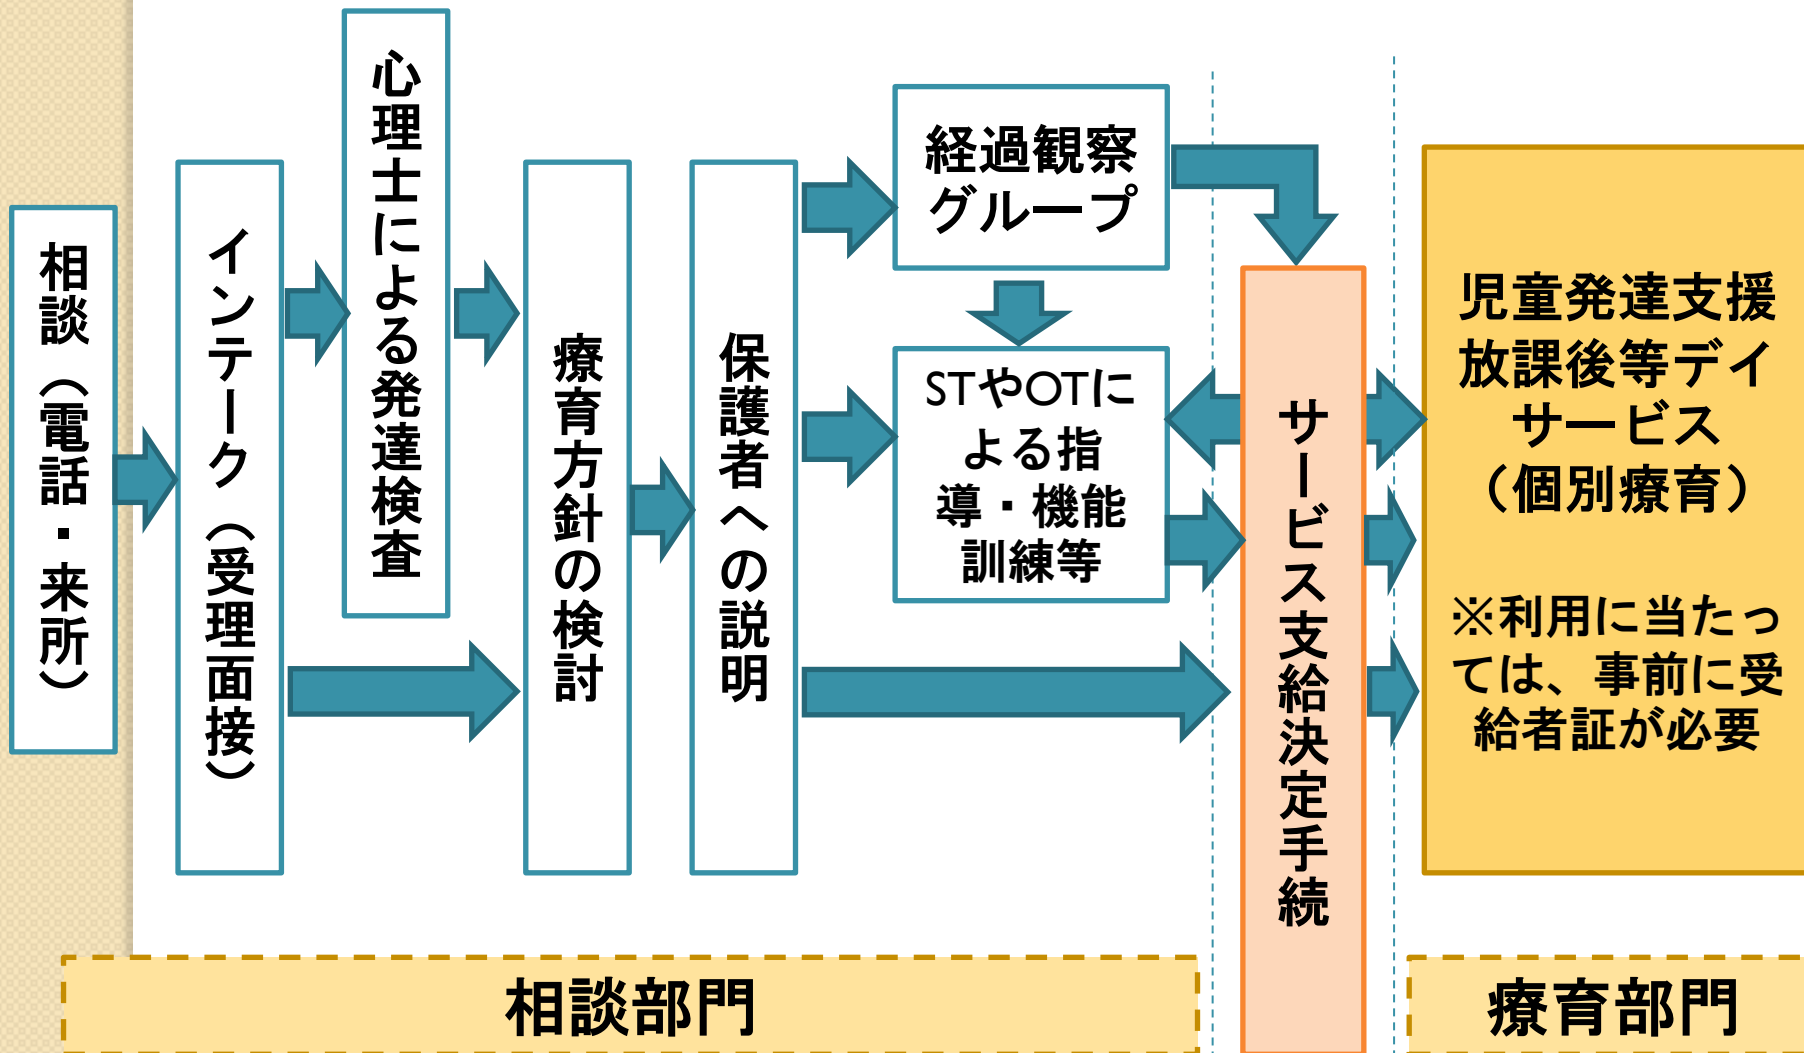 相談（電話・来所）
インテーク（受理面接）
心理士による発達検査
療育方針の検討
保護者への説明
経過観察
グループ
STやOTに
よる指
導・機能
訓練等
サービス支給決定手続
児童発達支援
放課後等デイ
サービス
（個別療育）
※利用に当たっ
ては、事前に受
給者証が必要
相談部門
療育部門